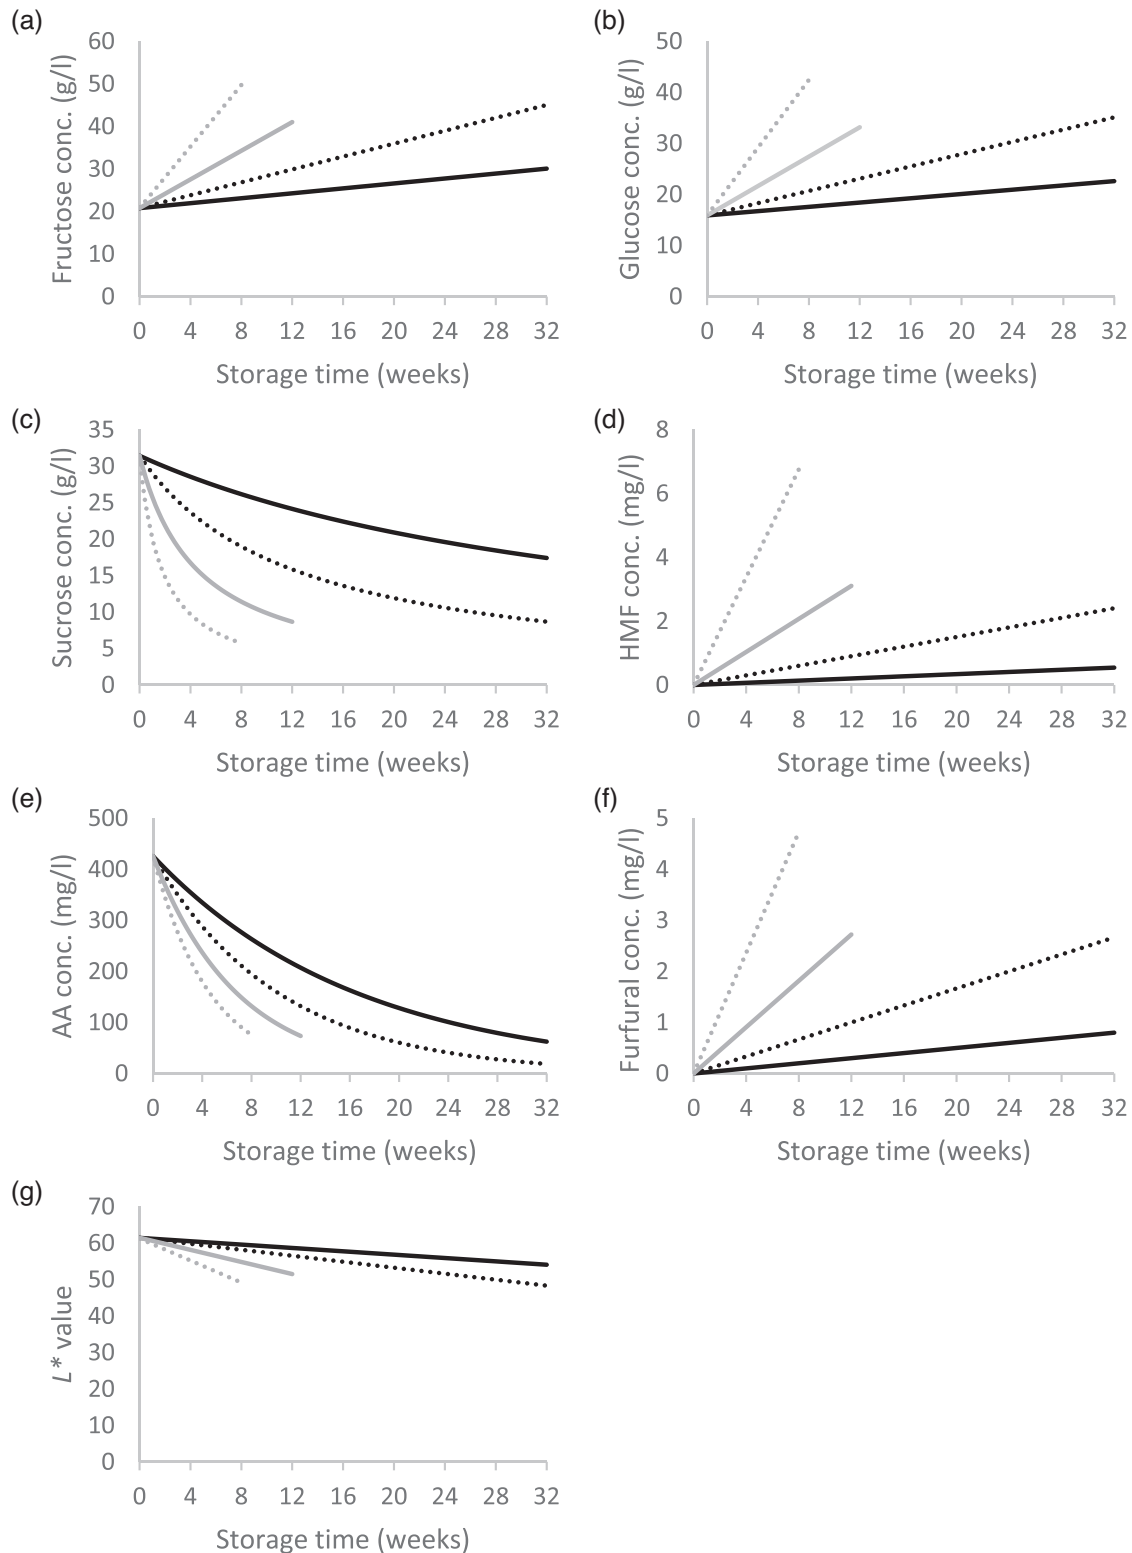 (a)
Fructose conc. (g/l)
60
50
40
30
20
10
0
0 4 8 12 16 20 24 28 32
Storage time (weeks)
(b)
Glucose conc. (g/l)
50
40
30
20
10
0
0 4 8 12 16 20 24 28 32
Storage time (weeks)
(c)
Sucrose conc. (g/l)
35
30
25
20
15
10
5
0
0 4 8 12 16 20 24 28 32
Storage time (weeks)
(d)
HMF conc. (mg/l)
8
6
4
2
0
0 4 8 12 16 20 24 28 32
Storage time (weeks)
(e)
AA conc. (mg/l)
500
400
300
200
100
0
0 4 8 12 16 20 24 28 32
Storage time (weeks)
(f)
Furfural conc. (mg/l)
5
4
3
2
1
0
0 4 8 12 16 20 24 28 32
Storage time (weeks)
(g)
L* value
70
60
50
40
30
20
10
0
0 4 8 12 16 20 24 28 32
Storage time (weeks)